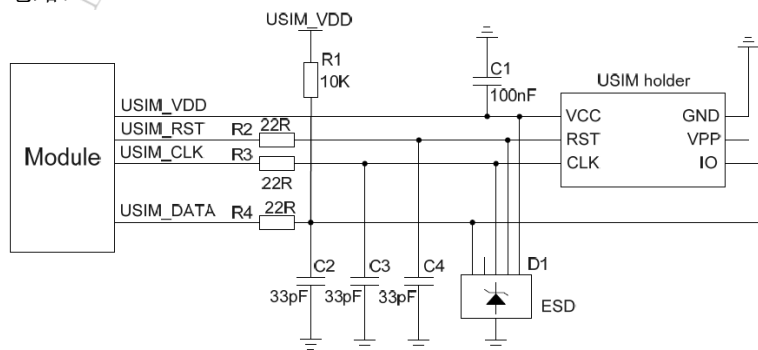 USIM_VDD
R1
10K
C1
100nF
USIM holder
Module
USIM_VDD
USIM_RST
R2
22R
USIM_CLK
R3
22R
USIM_DATA
R4
22R
VCC
GND
RST
VPP
CLK
IO
C2
33pF
C3
33pF
C4
33pF
D1
ESD